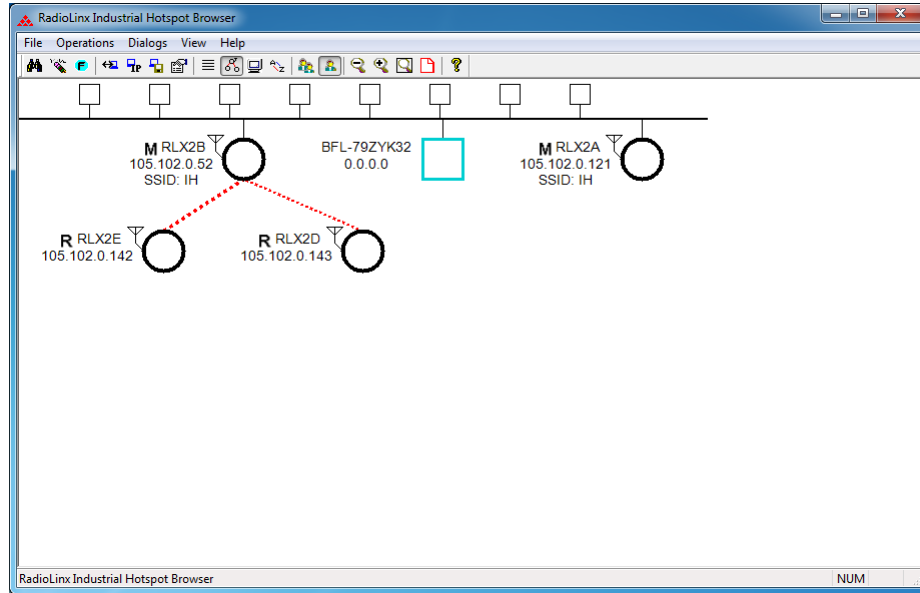 RadioLinx Industrial Hotspot Browser
File Operations Dialogs View Help
M RLX2B
105.102.0.52
SSID: IH
BFL-79ZYK32
0.0.0.0
M RLX2A
105.102.0.121
SSID: IH
R RLX2E
105.102.0.142
R RLX2D
105.102.0.143
RadioLinx Industrial Hotspot Browser NUM